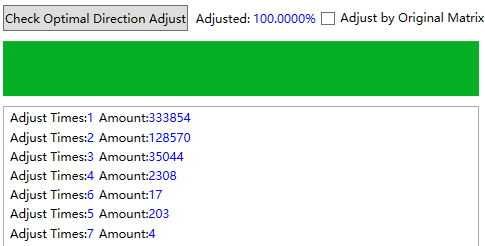 Check Optimal Direction Adjust Adjusted: 100.0000% Adjust by Original Matrix
Adjust Times:1 Amount:333854
Adjust Times:2 Amount:128570
Adjust Times:3 Amount:35044
Adjust Times:4 Amount:2308
Adjust Times:6 Amount:17
Adjust Times:5 Amount:203
Adjust Times:7 Amount:4